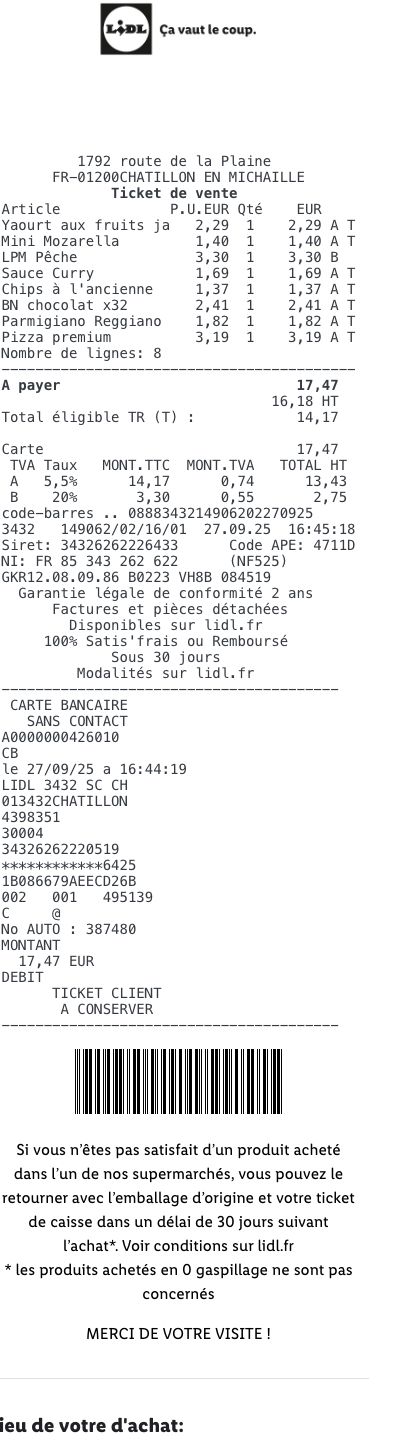 LIDL
Ça vaut le coup.
1792 route de la Plaine
FR-01200CHATILLON EN MICHAILLE
Ticket de vente
Article P.U.EUR Qté EUR
Yaourt aux fruits ja 2,29 1 2,29 A T
Mini Mozarella 1,40 1 1,40 A T
LPM Pêche 3,30 1 3,30 B
Sauce Curry 1,69 1 1,69 A T
Chips à l'ancienne 1,37 1 1,37 A T
BN chocolat x32 2,41 1 2,41 A T
Parmigiano Reggiano 1,82 1 1,82 A T
Pizza premium 3,19 1 3,19 A T
Nombre de lignes: 8
A payer 17,47
16,18 HT
Total éligible TR (T) : 14,17
Carte 17,47
TVA Taux MONT.TTC MONT.TVA TOTAL HT
A 5,5% 14,17 0,74 13,43
B 20% 3,30 0,55 2,75
code-barres .. 0888343214906202270925
3432 149062/02/16/01 27.09.25 16:45:18
Siret: 34326262226433 Code APE: 4711D
NI: FR 85 343 262 622 (NF525)
GKR12.08.09.86 B0223 VH8B 084519
Garantie légale de conformité 2 ans
Factures et pièces détachées
Disponibles sur lidl.fr
100% Satis'frais ou Remboursé
Sous 30 jours
Modalités sur lidl.fr
CARTE BANCAIRE
SANS CONTACT
A0000000426010
CB
le 27/09/25 a 16:44:19
LIDL 3432 SC CH
013432CHATILLON
4398351
30004
34326262220519
************6425
1B086679AEECD26B
002 001 495139
C @
No AUTO : 387480
MONTANT
17,47 EUR
DEBIT
TICKET CLIENT
A CONSERVER
Si vous n'êtes pas satisfait d'un produit acheté
dans l'un de nos supermarchés, vous pouvez le
retourner avec l'emballage d'origine et votre ticket
de caisse dans un délai de 30 jours suivant
l'achat*. Voir conditions sur lidl.fr
* les produits achetés en 0 gaspillage ne sont pas
concernés
MERCI DE VOTRE VISITE !
ieu de votre d'achat: